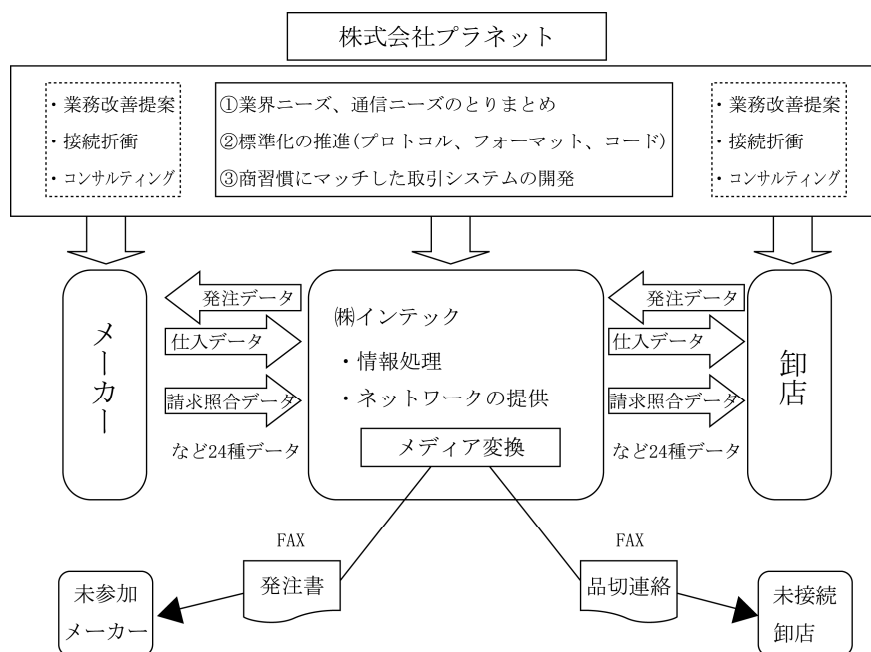 株式会社プラネット
・業務改善提案
・接続折衝
・コンサルティング
①業界ニーズ、通信ニーズのとりまとめ
②標準化の推進(プロトコル、フォーマット、コード)
③商習慣にマッチした取引システムの開発
・業務改善提案
・接続折衝
・コンサルティング
メーカー
発注データ
仕入データ
請求照合データ
など24種データ
㈱インテック
・情報処理
・ネットワークの提供
メディア変換
発注データ
仕入データ
請求照合データ
など24種データ
卸店
FAX
発注書
FAX
品切連絡
未参加
メーカー
未接続
卸店